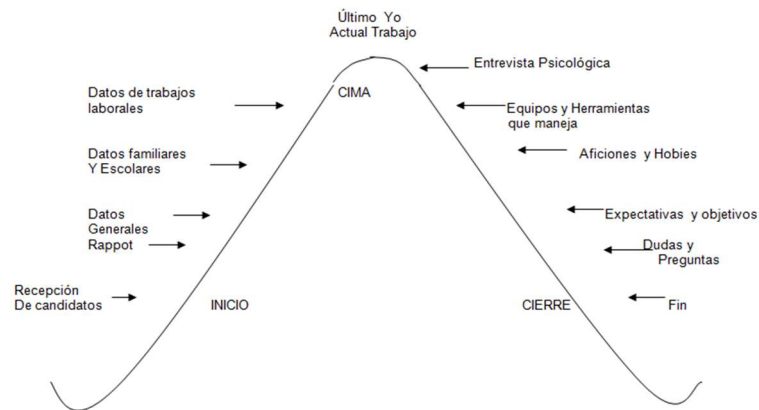 Último Yo
Actual Trabajo
Entrevista Psicológica
CIMA
Datos de trabajos
laborales
Equipos y Herramientas
que maneja
Datos familiares
Y Escolares
Aficiones y Hobies
Datos
Generales
Rappot
Expectativas y objetivos
Dudas y
Preguntas
Recepción
De candidatos
INICIO
CIERRE
Fin